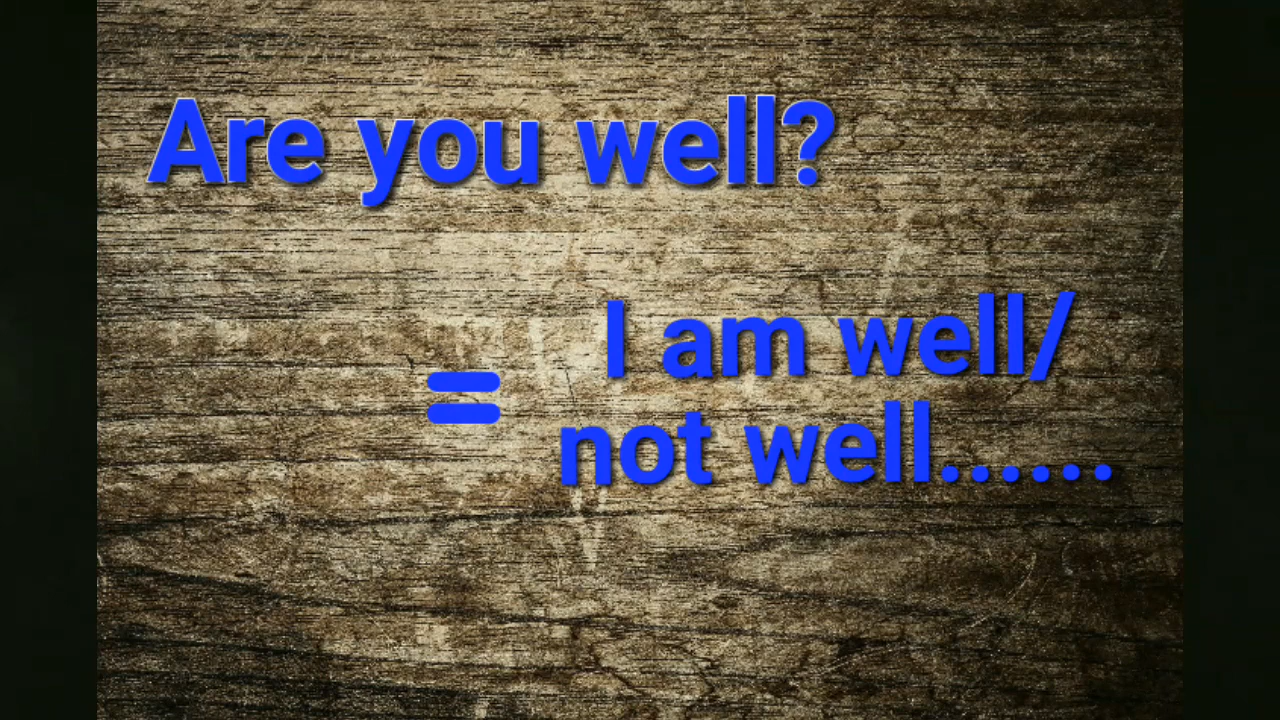 Are you well?
= I am well/
not well......